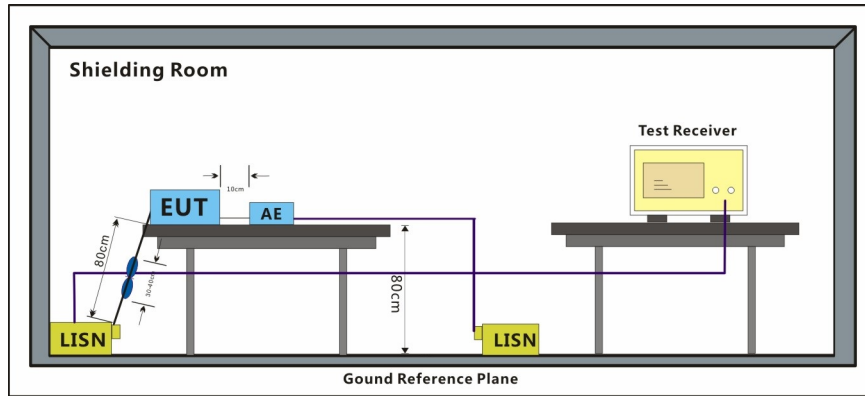 Shielding Room
Test Receiver
10cm
EUT
AE
80cm
30-40cm
80cm
LISN
LISN
Gound Reference Plane